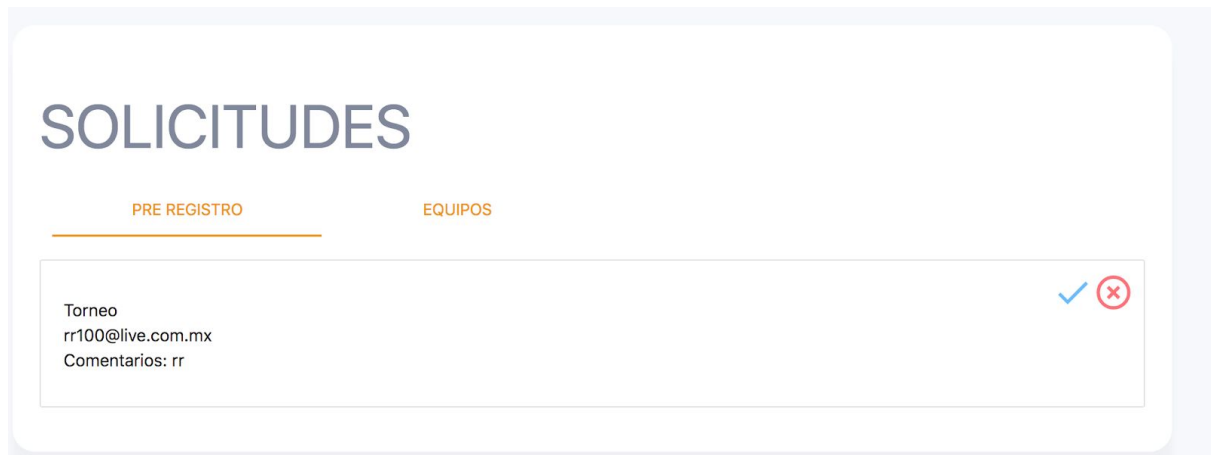 SOLICITUDES
PRE REGISTRO
EQUIPOS
Torneo
rr100@live.com.mx
Comentarios: rr